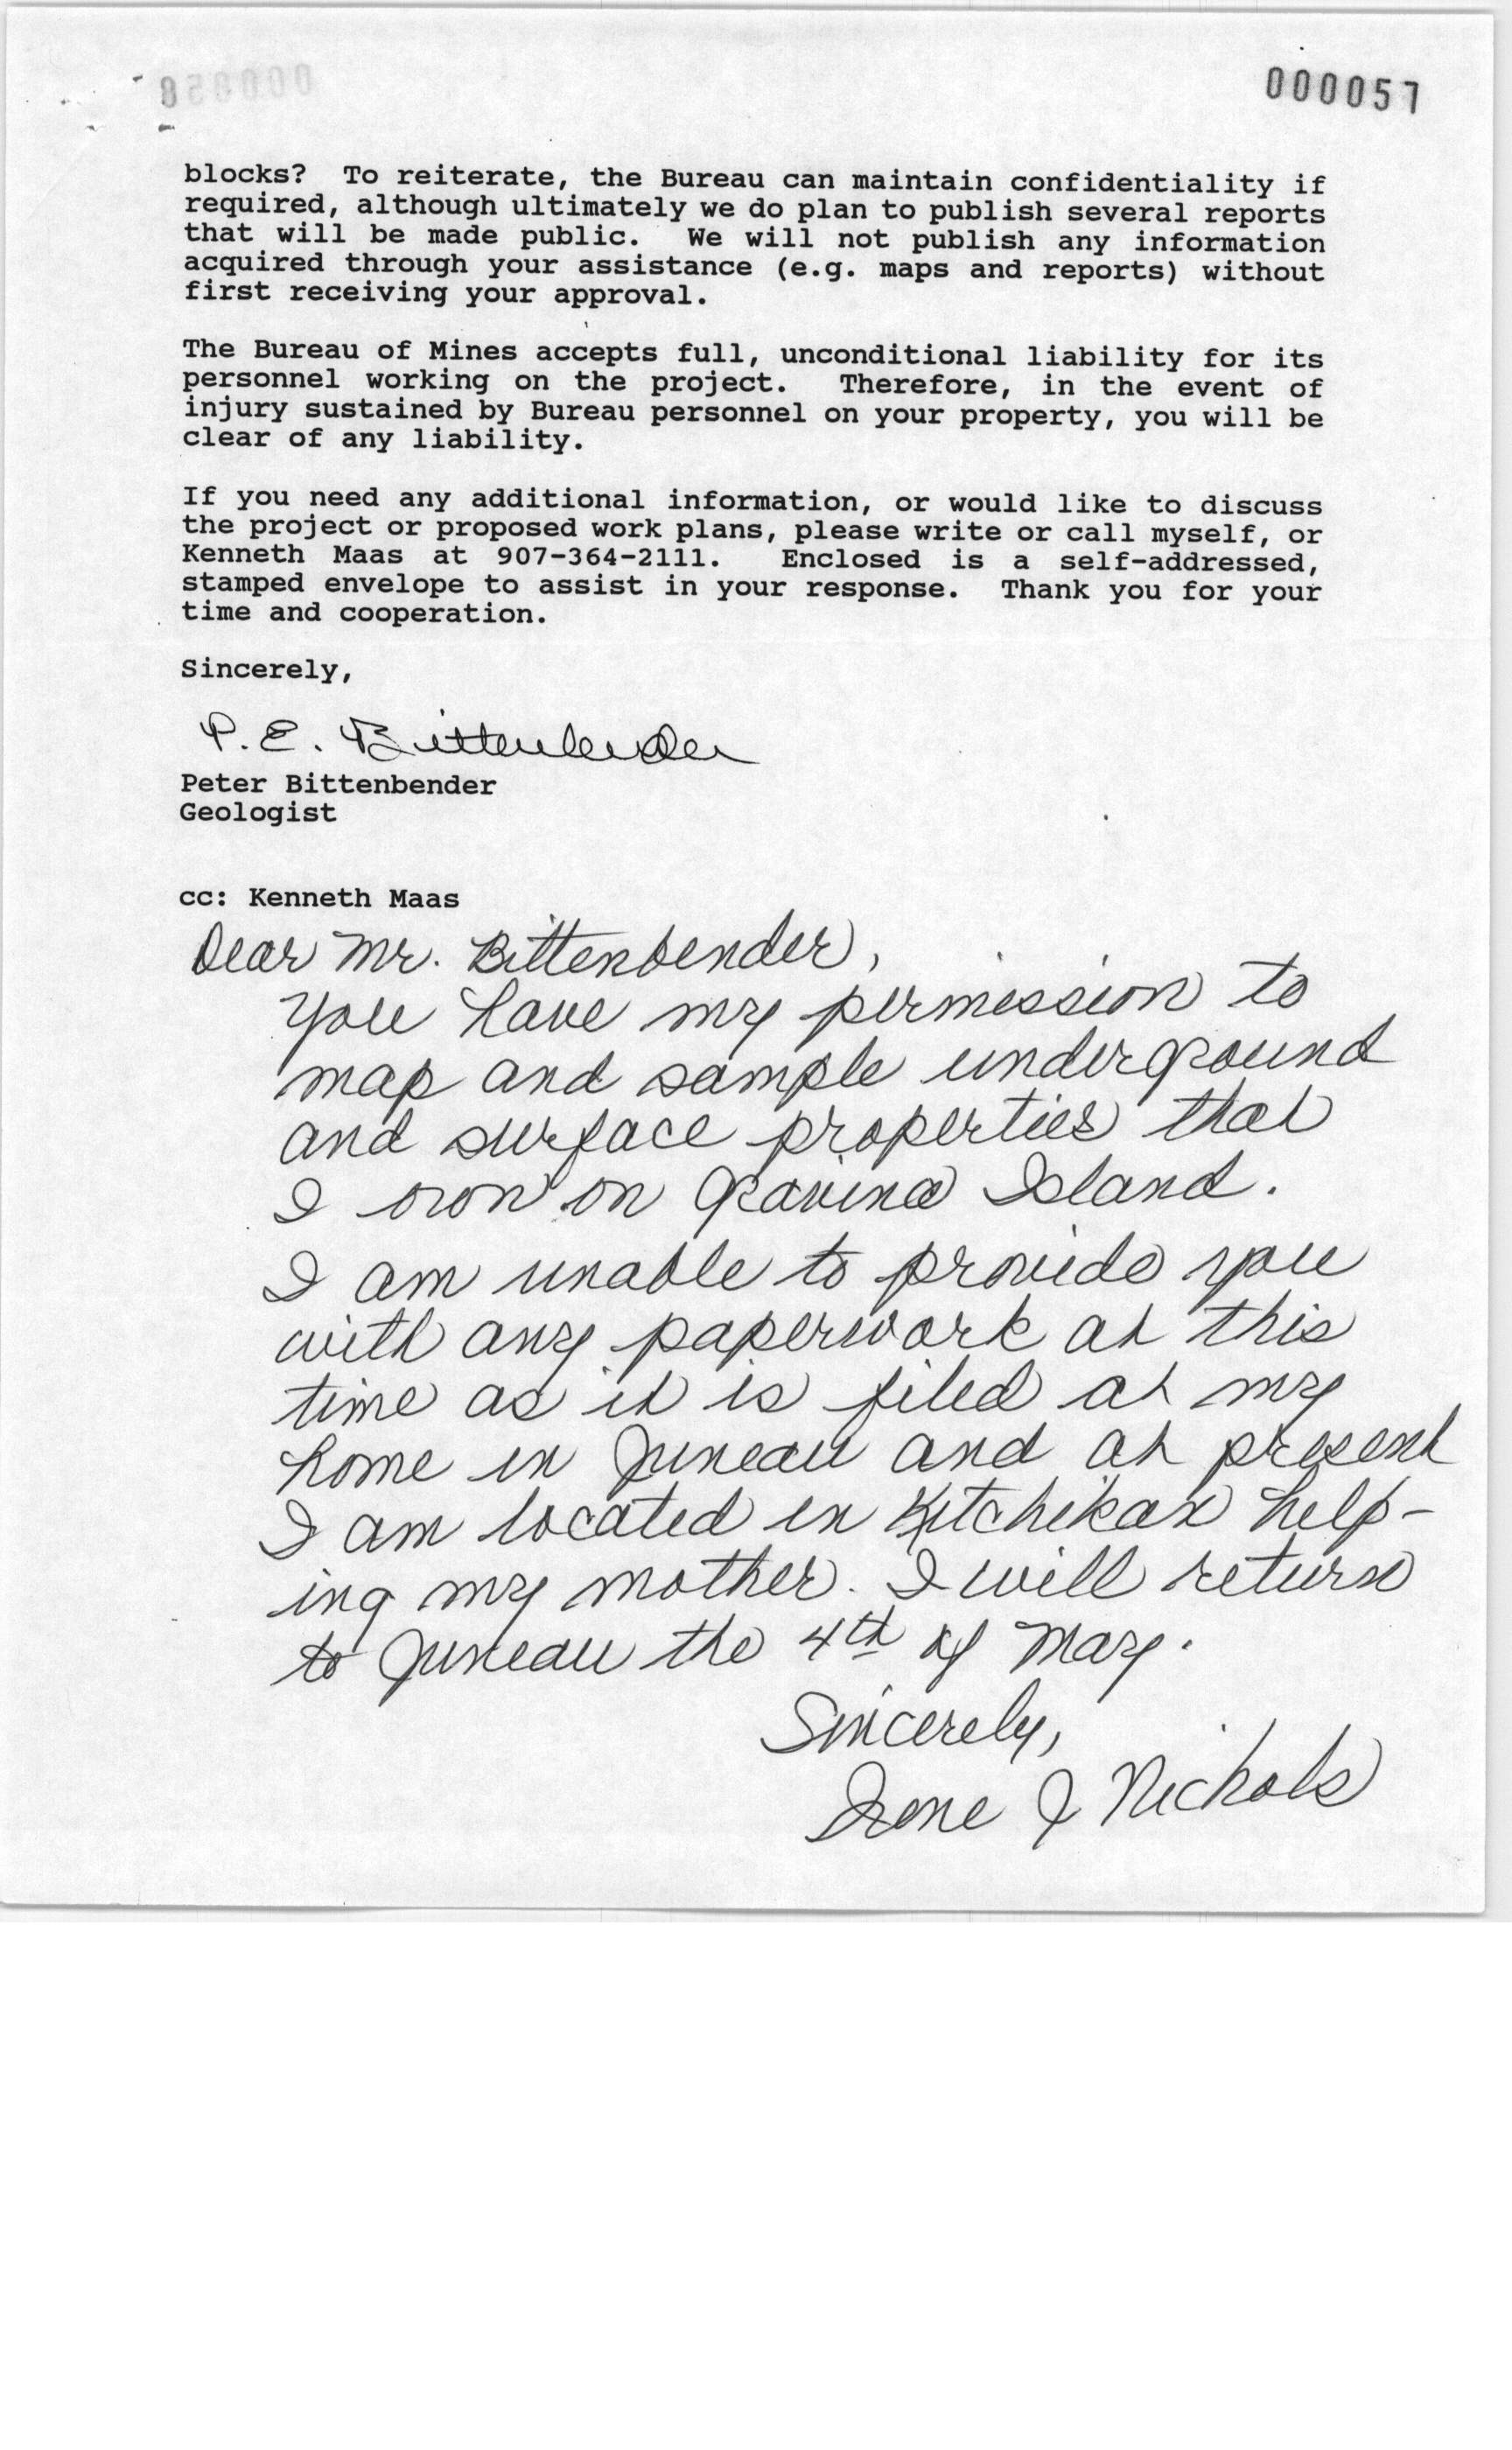 000057
blocks? To reiterate, the Bureau can maintain confidentiality if
required, although ultimately we do plan to publish several reports
that will be made public. We will not publish any information
acquired through your assistance (e.g. maps and reports) without
first receiving your approval.
The Bureau of Mines accepts full, unconditional liability for its
personnel working on the project. Therefore, in the event of
injury sustained by Bureau personnel on your property, you will be
clear of any liability.
If you need any additional information, or would like to discuss
the project or proposed work plans, please write or call myself, or
Kenneth Maas at 907-364-2111. Enclosed is a self-addressed,
stamped envelope to assist in your response. Thank you for your
time and cooperation.
Sincerely,
P. E. Bittenbender
Peter Bittenbender
Geologist
cc: Kenneth Maas
Dear Mr. Bittenbender,
You have my permission to
map and sample underground
and surface properties that
I own on Gravina Island.
I am unable to provide you
with any paperwork at this
time as it is filed at my
home in Juneau and at present
I am located in Kitchikan help-
ing my mother. I will return
to Juneau the 4th of May.
Sincerely,
Irene J Nichols